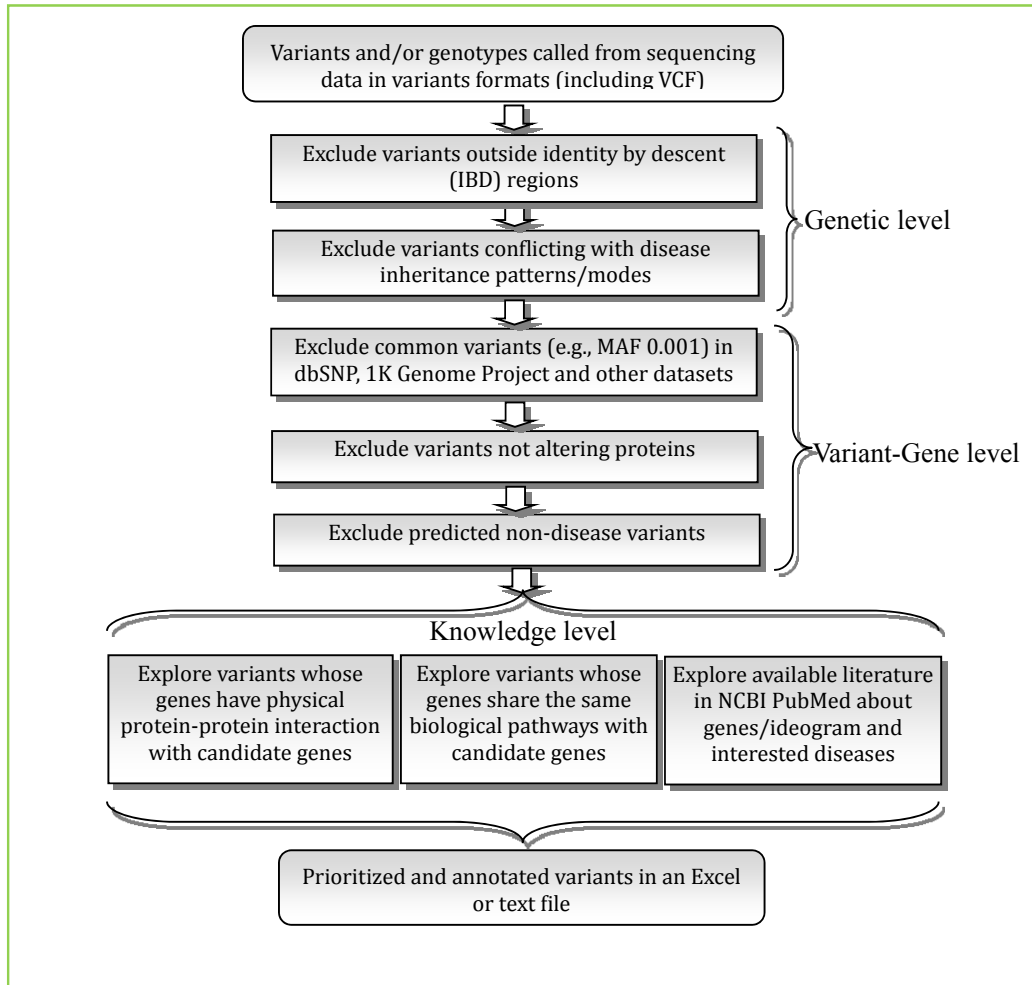 Variants and/or genotypes called from sequencing
data in variants formats (including VCF)
Exclude variants outside identity by descent
(IBD) regions
Exclude variants conflicting with disease
inheritance patterns/modes
Genetic level
Exclude common variants (e.g., MAF 0.001) in
dbSNP, 1K Genome Project and other datasets
Exclude variants not altering proteins
Exclude predicted non-disease variants
Variant-Gene level
Knowledge level
Explore variants whose
genes have physical
protein-protein interaction
with candidate genes
Explore variants whose
genes share the same
biological pathways with
candidate genes
Explore available literature
in NCBI PubMed about
genes/ideogram and
interested diseases
Prioritized and annotated variants in an Excel
or text file